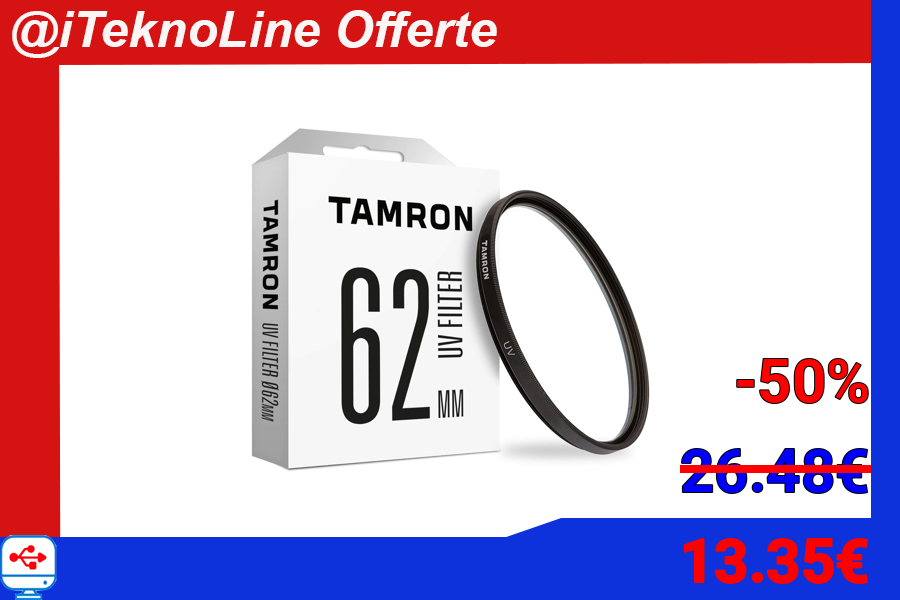 @iTeknoLine Offerte
TAMRON
62
UV FILTER
MM
TAMRON
UV FILTER Ø62MM
TAMRON
UV
-50%
26.48€
13.35€